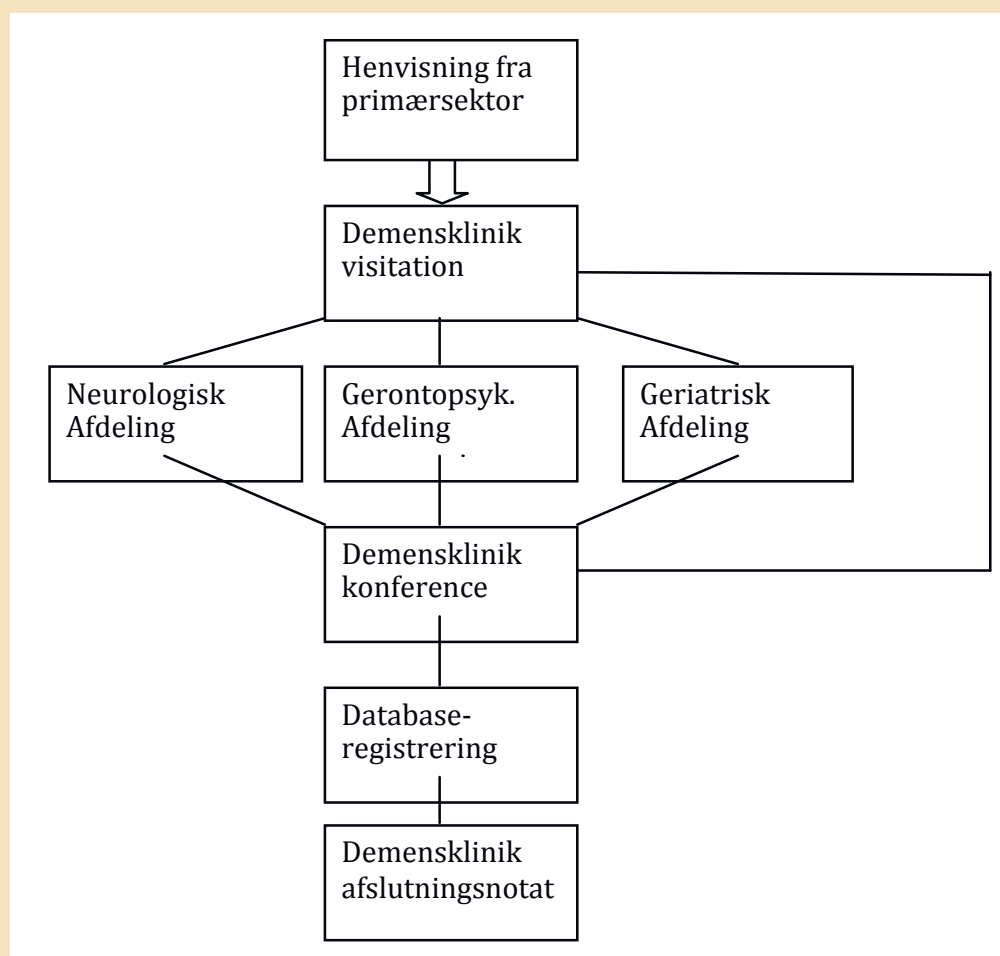 Henvisning fra
primærsektor
Demensklinik
visitation
Neurologisk
Afdeling
Gerontopsyk.
Afdeling
.
Geriatrisk
Afdeling
Demensklinik
konference
Database-
registrering
Demensklinik
afslutningsnotat